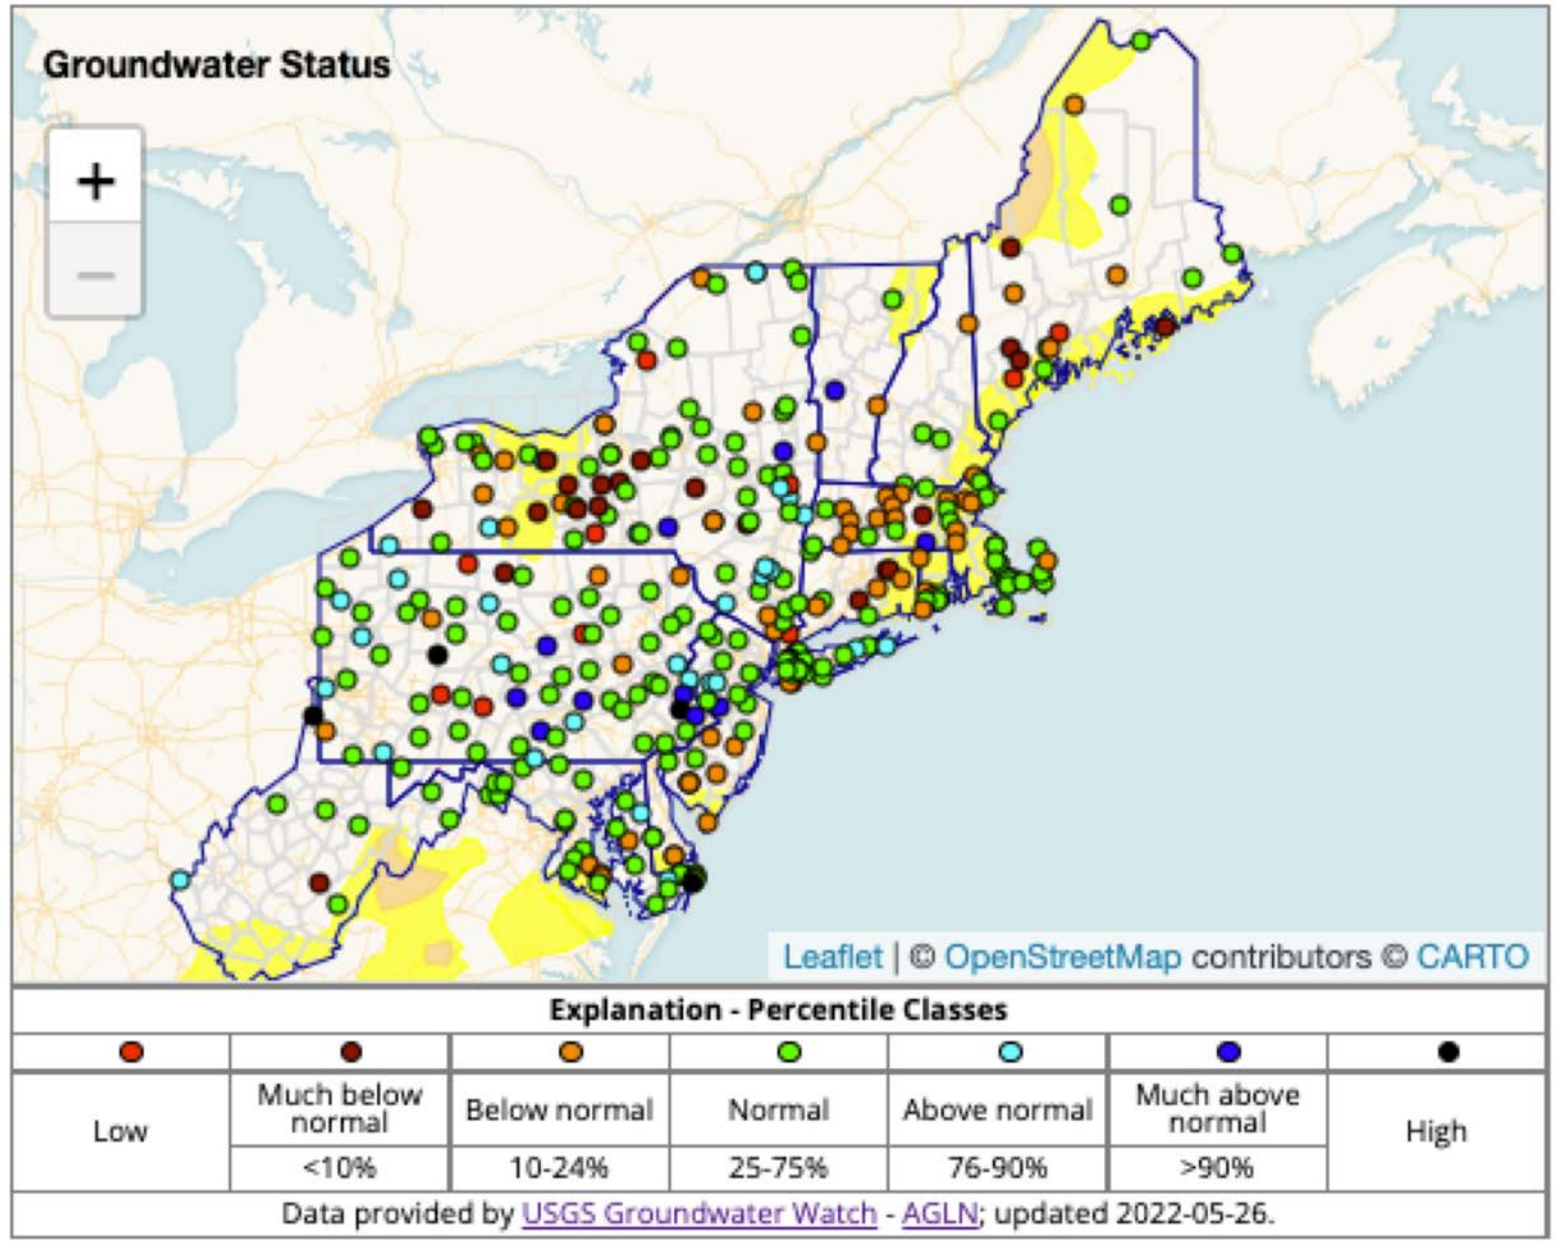 Groundwater Status
+
−
Leaflet | © OpenStreetMap contributors © CARTO
Explanation - Percentile Classes
Low
Much below normal
<10%
Below normal
10-24%
Normal
25-75%
Above normal
76-90%
Much above normal
>90%
High
Data provided by USGS Groundwater Watch - AGLN; updated 2022-05-26.